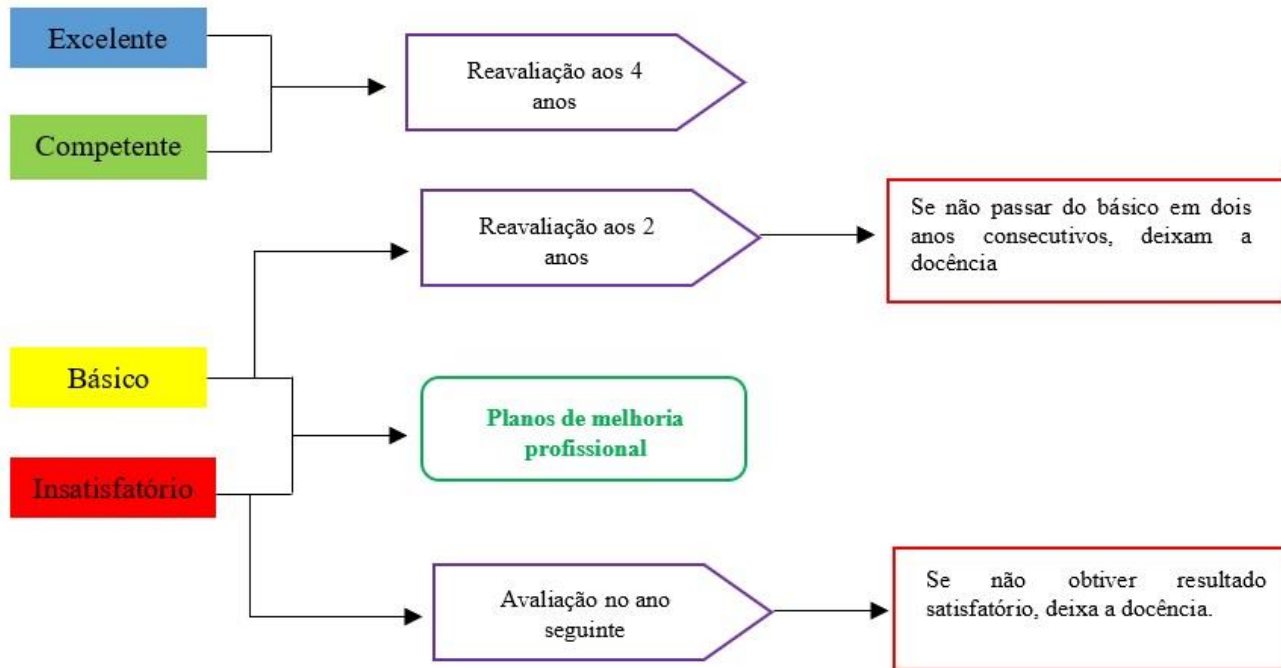 Excelente
Reavaliação aos 4
anos
Competente
Reavaliação aos 2
anos
Se não passar do básico em dois
anos consecutivos, deixam a
docência
Básico
Planos de melhoria
profissional
Insatisfatório
Avaliação no ano
seguinte
Se não obtiver resultado
satisfatório, deixa a docência.